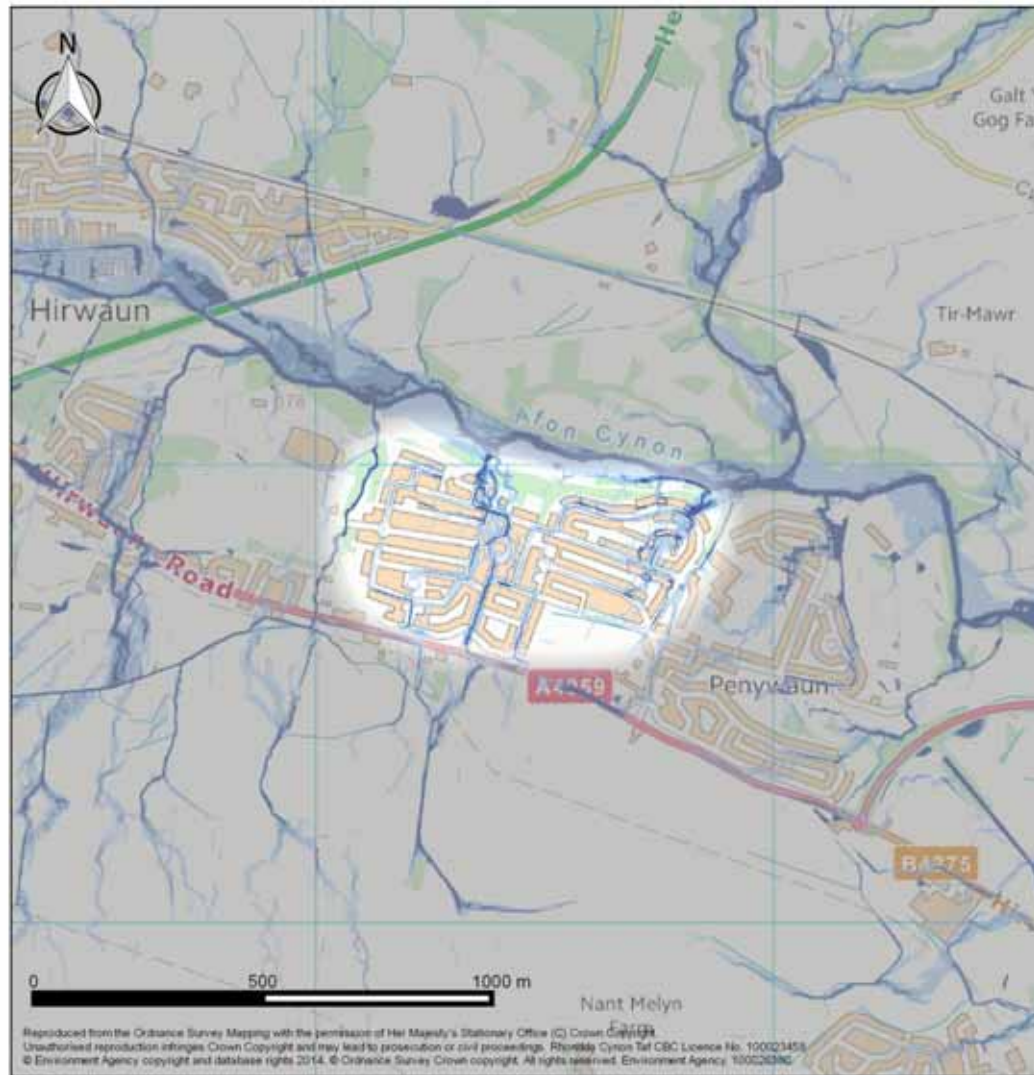 N
He
Galt
Gog Fa
Hirwaun
Tir-Mawr
Afon Cynon
Road
A4059
Penywaun
B4275
Hi
0 500 1000 m
Nant Melyn
Farm
Reproduced from the Ordnance Survey Mapping with the permission of Her Majesty's Stationary Office (C) Crown Copyright.
Unauthorised reproduction infringes Crown Copyright and may lead to prosecution or civil proceedings. Rhondda Cynon Taf CBC Licence No. 100023458
© Environment Agency copyright and database rights 2014. © Ordnance Survey Crown copyright. All rights reserved. Environment Agency,